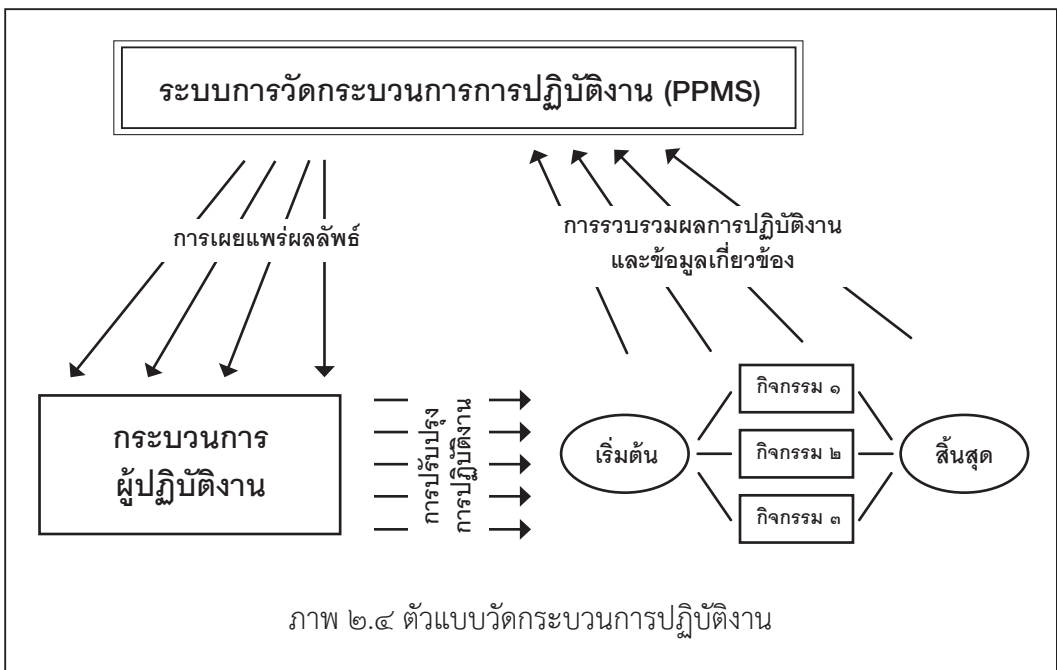 ระบบการวัดกระบวนการการปฏิบัติงาน (PPMS)
การเผยแพร่ผลลัพธ์
การรวบรวมผลการปฏิบัติงาน
และข้อมูลเกี่ยวข้อง
กระบวนการ
ผู้ปฏิบัติงาน
การปรับปรุง
การปฏิบัติงาน
เริ่มต้น
กิจกรรม ๑
กิจกรรม ๒
กิจกรรม ๓
สิ้นสุด
ภาพ ๒.๔ ตัวแบบวัดกระบวนการปฏิบัติงาน